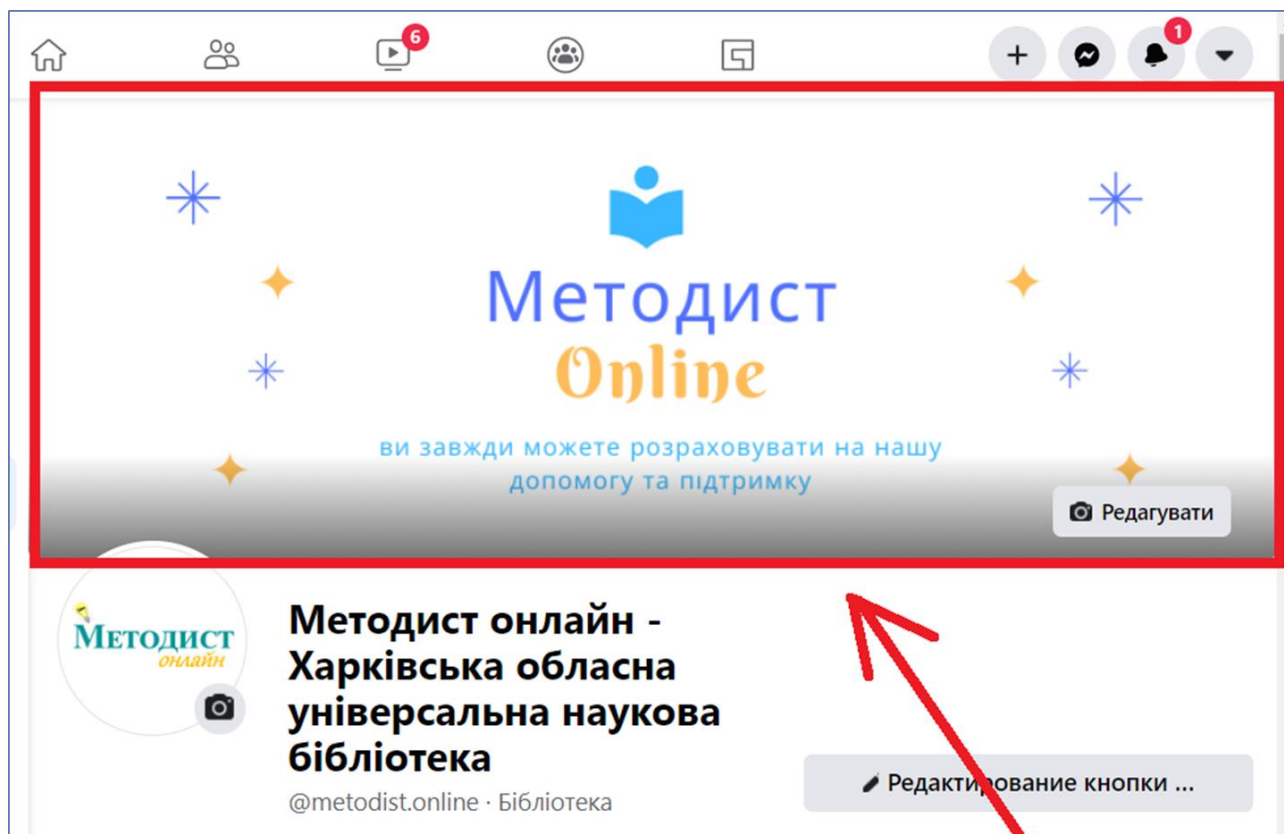 6
1
Методист
Online
ви завжди можете розраховувати на нашу
допомогу та підтримку
Редагувати
Методист
онлайн
Методист онлайн -
Харківська обласна
універсальна наукова
бібліотека
@metodist.online · Бібліотека
Редактирование кнопки ...